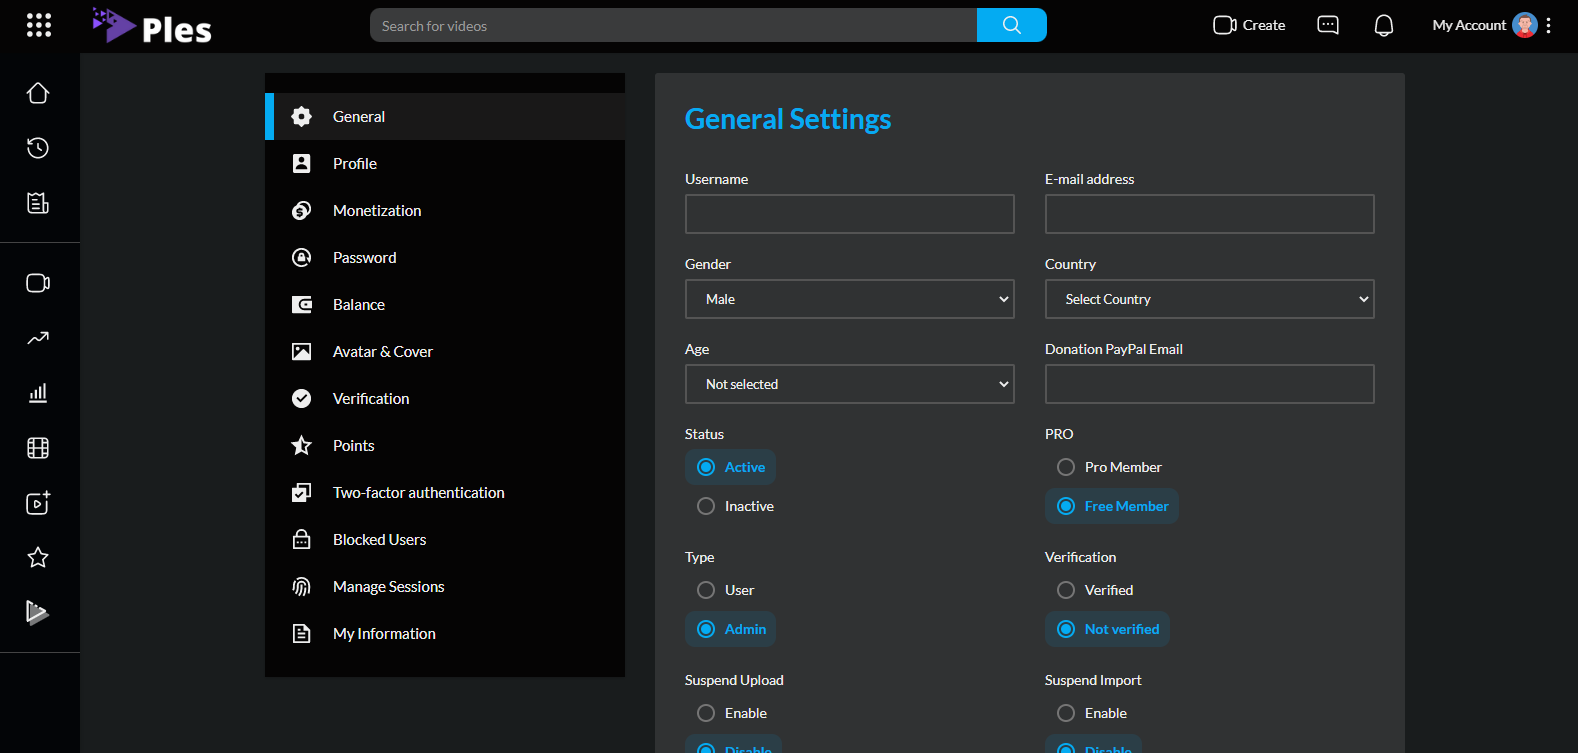 Ples
Search for videos
Create
My Account
General
Profile
Monetization
Password
Balance
Avatar & Cover
Verification
Points
Two-factor authentication
Blocked Users
Manage Sessions
My Information
General Settings
Username
E-mail address
Gender
Country
Male
Select Country
Age
Donation PayPal Email
Not selected
Status
PRO
Active
Pro Member
Inactive
Free Member
Type
Verification
User
Verified
Admin
Not verified
Suspend Upload
Suspend Import
Enable
Enable
Disable
Disable